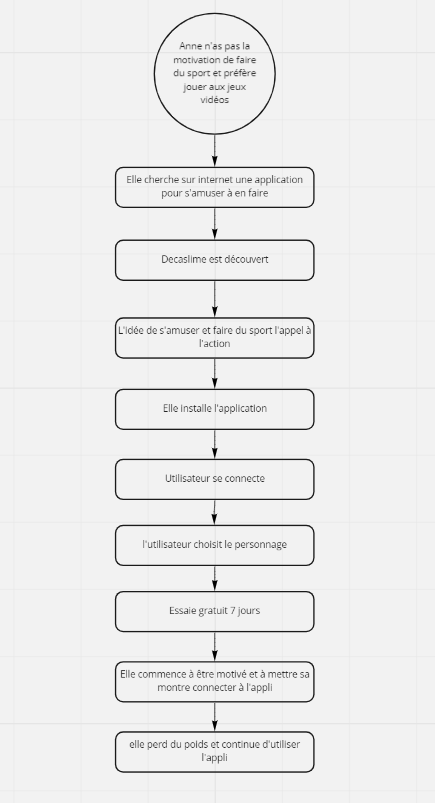 Anne n'as pas la
motivation de faire
du sport et préfère
jouer aux jeux
vidéos
Elle cherche sur internet une application
pour s'amuser à en faire
Decaslime est découvert
L'idée de s'amuser et faire du sport l'appel à
l'action
Elle installe l'application
Utilisateur se connecte
l'utilisateur choisit le personnage
Essaie gratuit 7 jours
Elle commence à être motivé et à mettre sa
montre connecter à l'appli
elle perd du poids et continue d'utiliser
l'appli